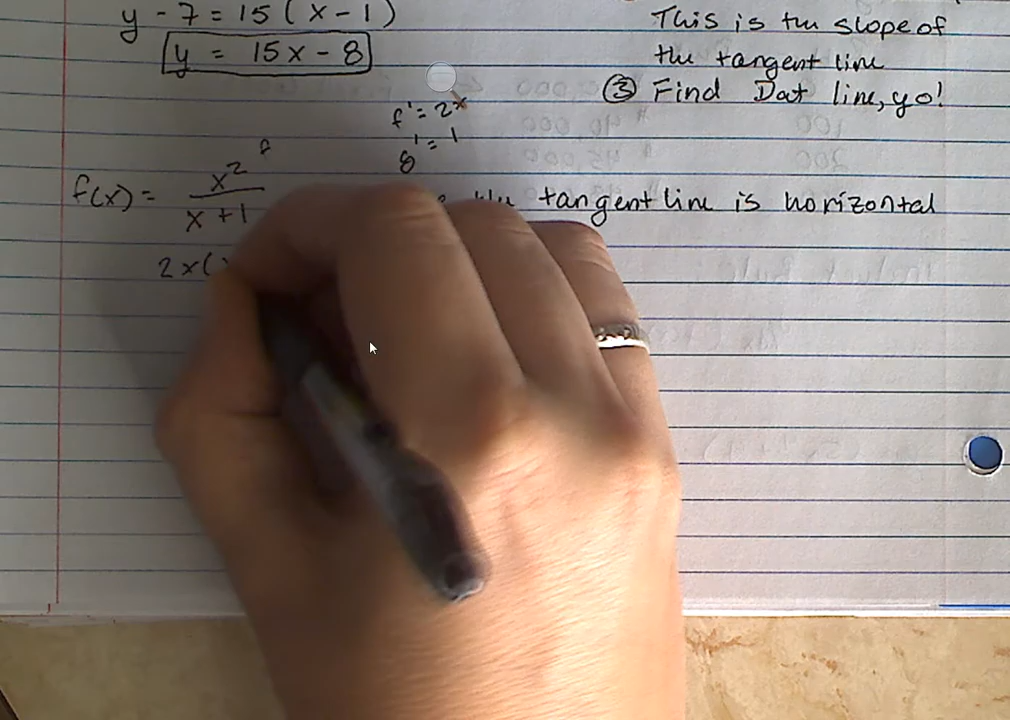 y - 7 = 15 ( x - 1 )
y = 15x - 8
This is the slope of
the tangent line
③ Find Dat line, yo!
f' = 2x
g' = 1
f(x) = x² / x + 1
f
the tangent line is horizontal
2x(